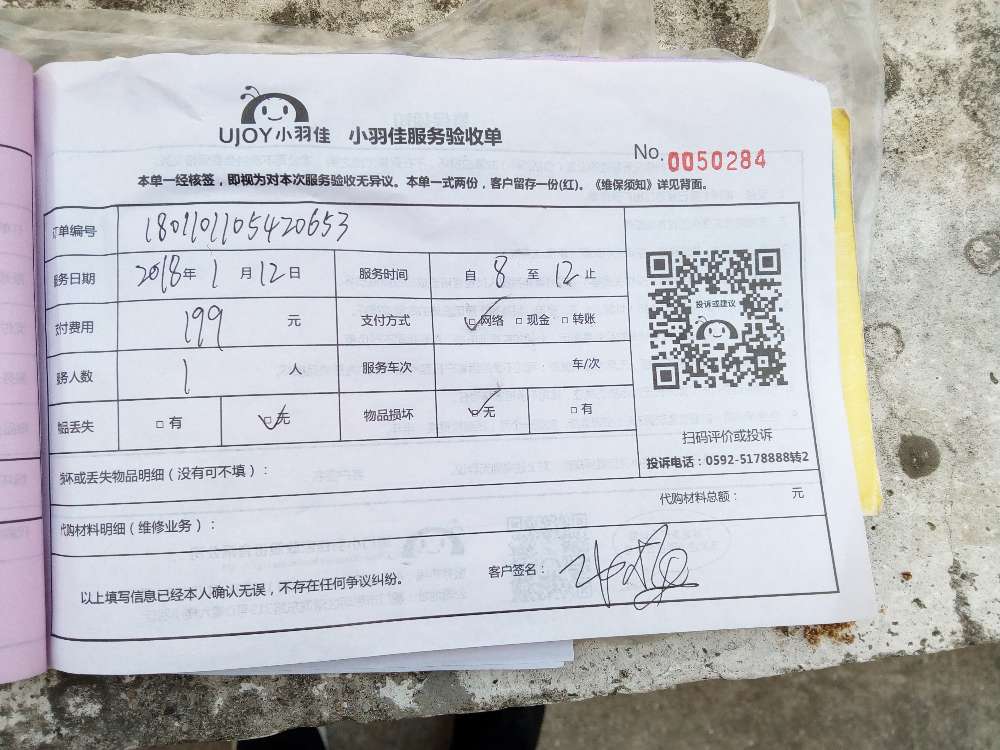 UJOY小羽佳 小羽佳服务验收单
No. 0050284
本单一经核签，即视为对本次服务验收无异议。本单一式两份，客户留存一份(红)。《维保须知》详见背面。
订单编号 1801101105420653
服务日期 2018年 1 月 12 日 服务时间 自 8 至 12 止
付费用 199 元 支付方式 □网络 □现金 □转账
务人数 1 人 服务车次 车/次
品丢失 □有 □无 物品损坏 □无 □有
投诉或建议
扫码评价或投诉
投诉电话：0592-5178888转2
坏或丢失物品明细（没有可不填）：
代购材料明细（维修业务）： 代购材料总额： 元
以上填写信息已经本人确认无误，不存在任何争议纠纷。 客户签名：